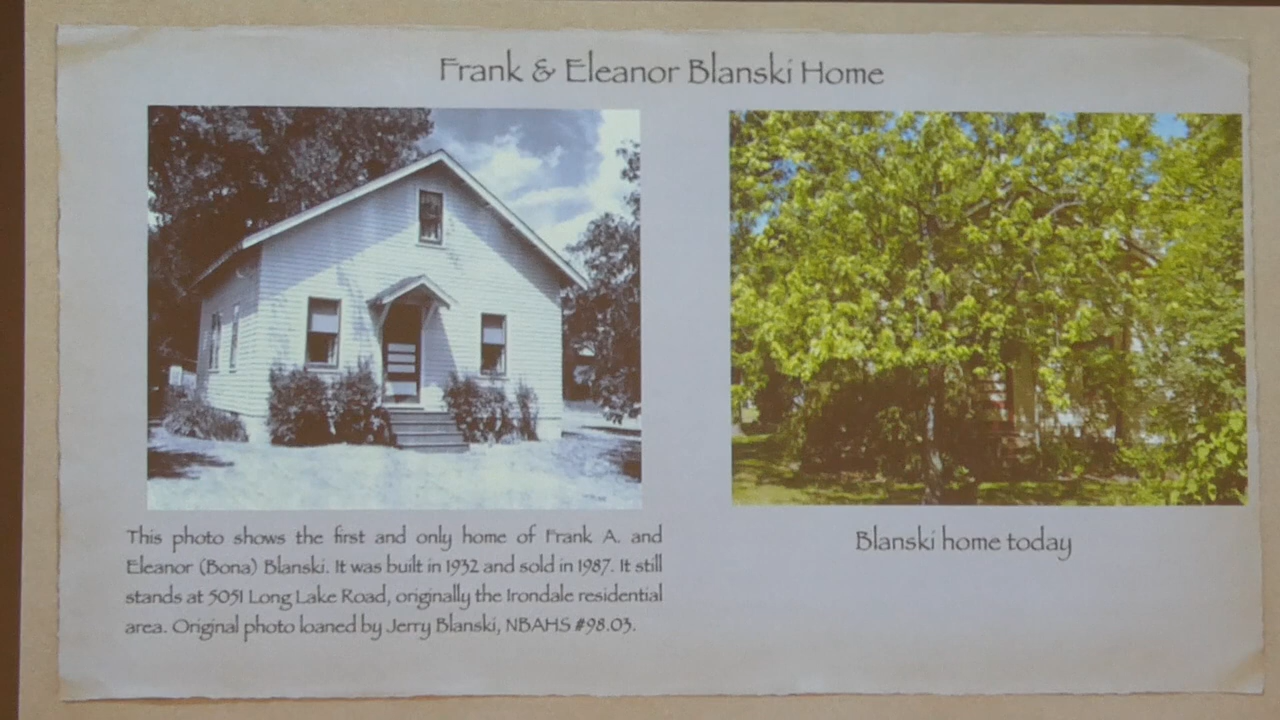 Frank & Eleanor Blanski Home
This photo shows the first and only home of Frank A. and
Eleanor (Bona) Blanski. It was built in 1932 and sold in 1987. It still
stands at 5051 Long Lake Road, originally the Irondale residential
area. Original photo loaned by Jerry Blanski, NBAHS #98.03.
Blanski home today